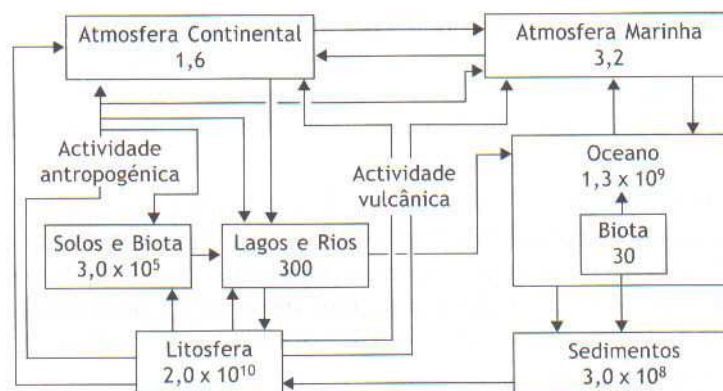 Atmosfera Continental
1,6
Atmosfera Marinha
3,2
Actividade
antropogénica
Actividade
vulcânica
Oceano
1,3 x 10⁹
Biota
30
Solos e Biota
3,0 x 10⁵
Lagos e Rios
300
Litosfera
2,0 x 10¹⁰
Sedimentos
3,0 x 10⁸